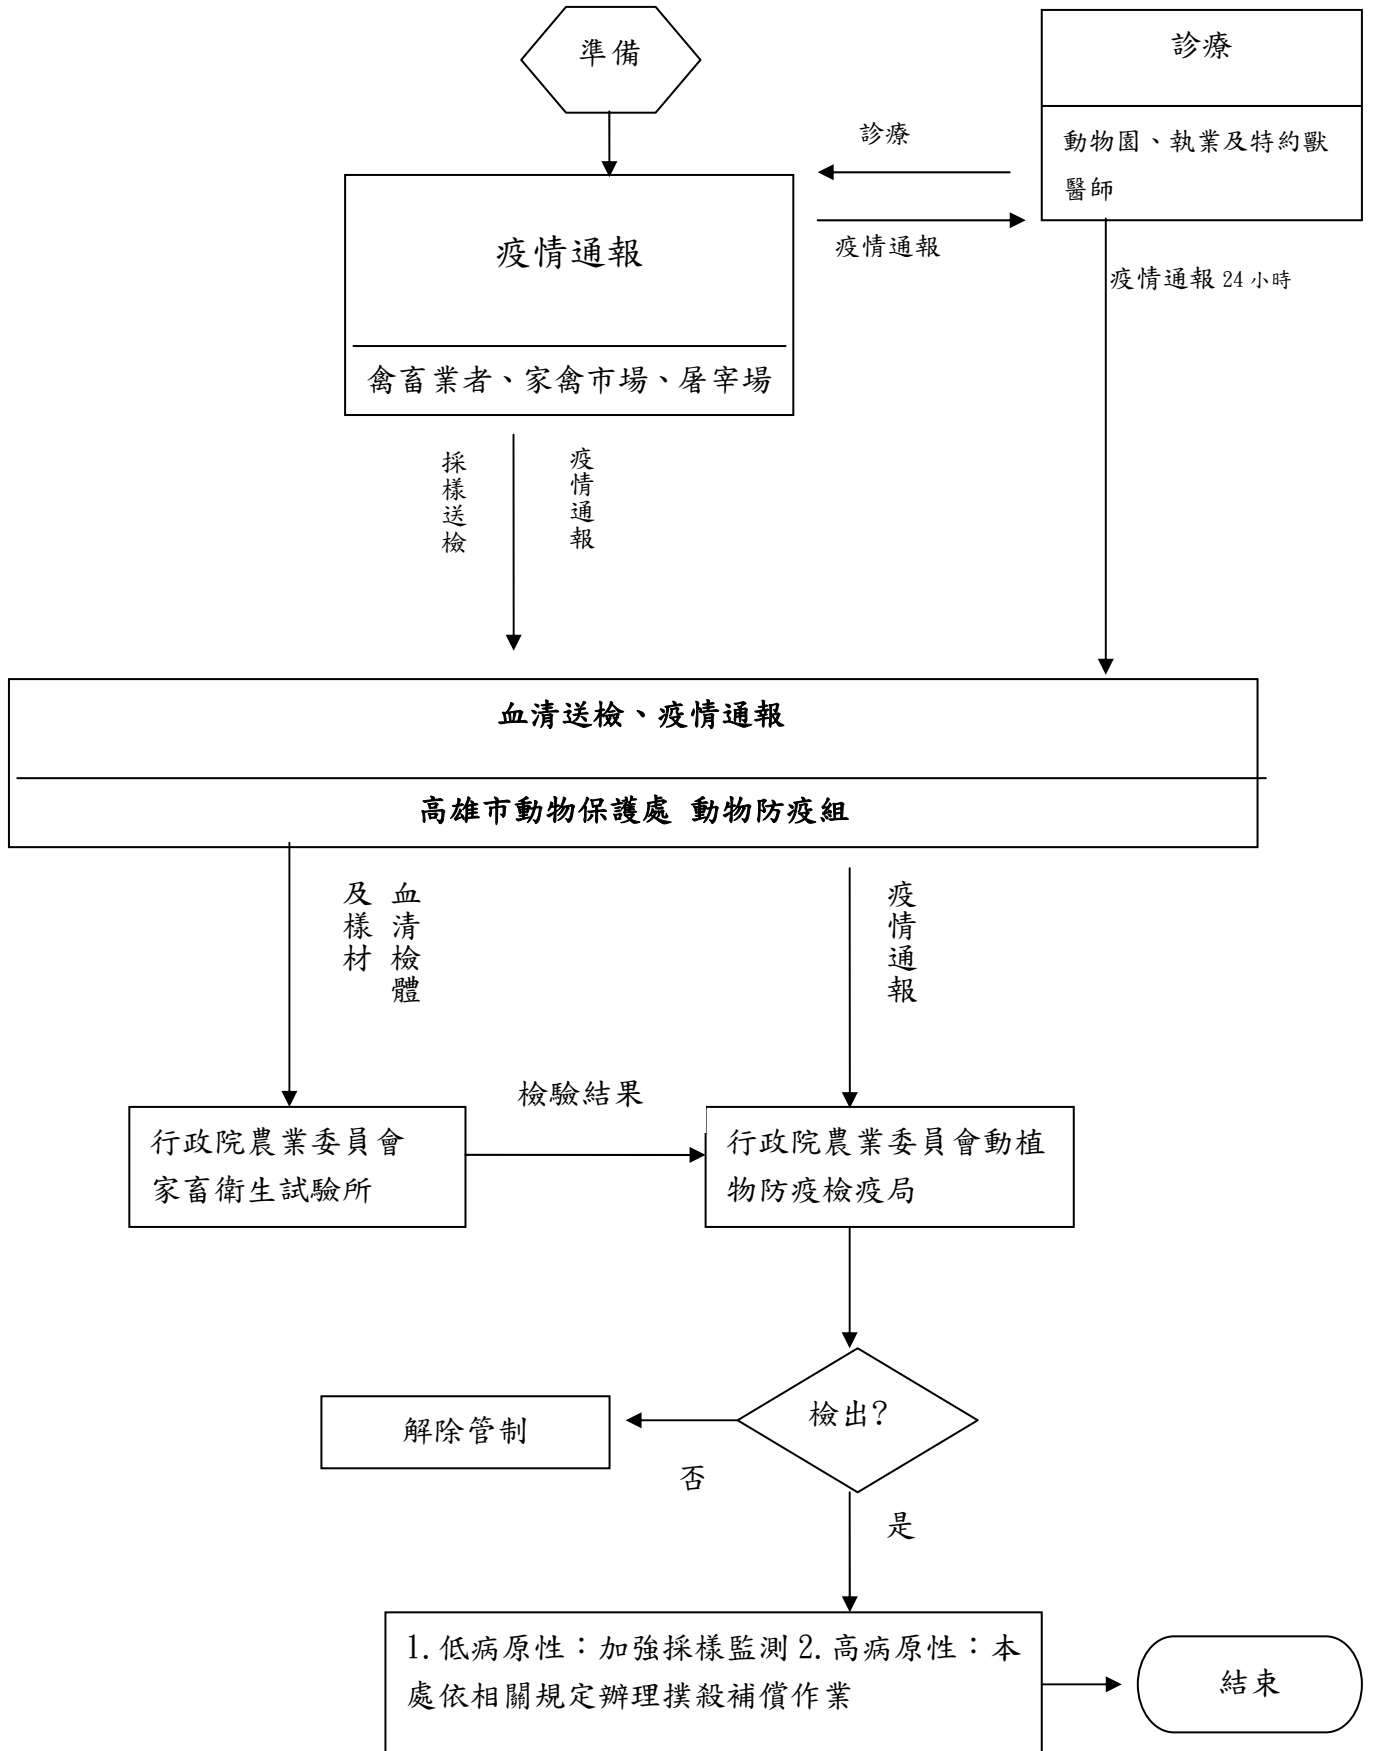 準備
診療
動物園、執業及特約獸
醫師
診療
疫情通報
疫情通報
疫情通報 24 小時
禽畜業者、家禽市場、屠宰場
採樣送檢
疫情通報
血清送檢、疫情通報
高雄市動物保護處 動物防疫組
血清檢體
及樣材
疫情通報
檢驗結果
行政院農業委員會
家畜衛生試驗所
行政院農業委員會動植
物防疫檢疫局
檢出?
解除管制
否
是
1.低病原性：加強採樣監測 2.高病原性：本
處依相關規定辦理撲殺補償作業
結束